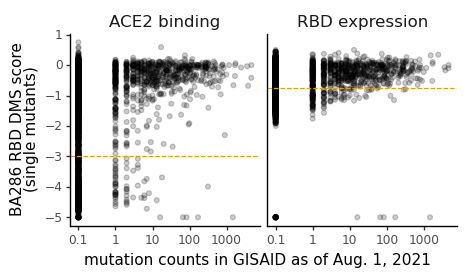 ACE2 binding
RBD expression
BA286 RBD DMS score
(single mutants)
1
0
−1
−2
−3
−4
−5
0.1 1 10 100 1000
0.1 1 10 100 1000
mutation counts in GISAID as of Aug. 1, 2021